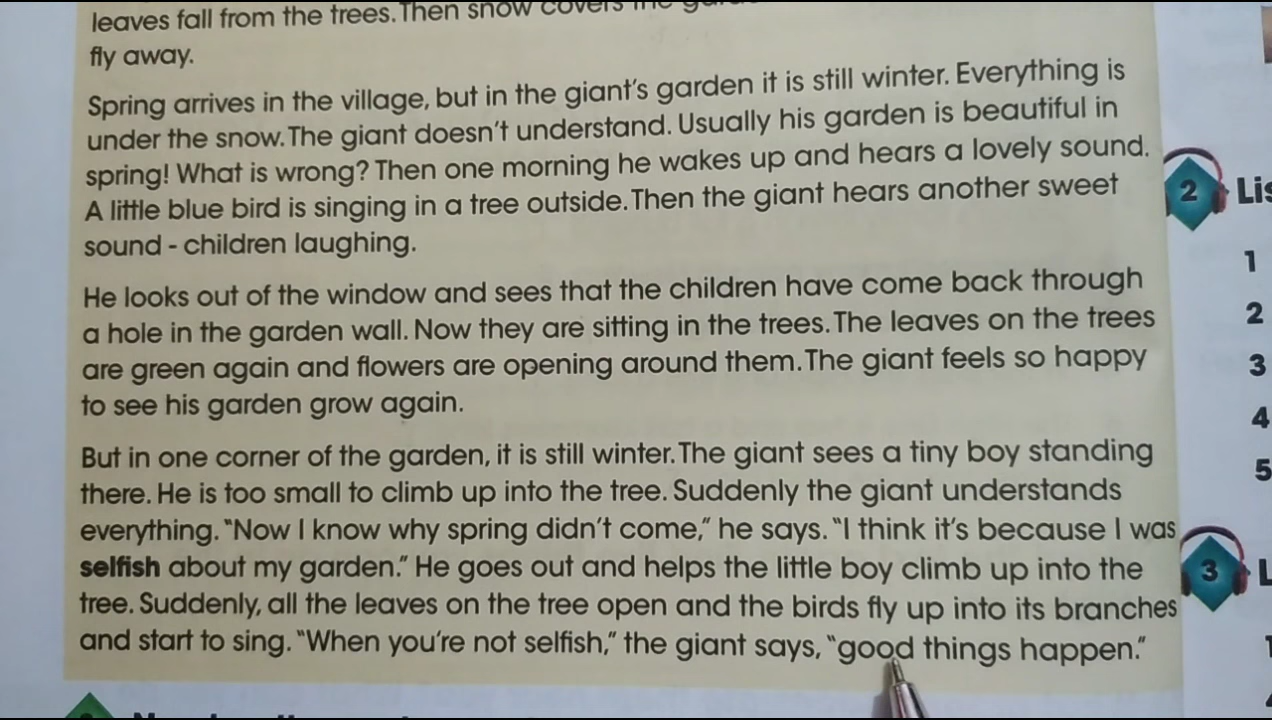 leaves fall from the trees. Then snow covers the
fly away.
Spring arrives in the village, but in the giant's garden it is still winter. Everything is
under the snow. The giant doesn't understand. Usually his garden is beautiful in
spring! What is wrong? Then one morning he wakes up and hears a lovely sound.
A little blue bird is singing in a tree outside. Then the giant hears another sweet
sound - children laughing.
He looks out of the window and sees that the children have come back through
a hole in the garden wall. Now they are sitting in the trees. The leaves on the trees
are green again and flowers are opening around them. The giant feels so happy
to see his garden grow again.
But in one corner of the garden, it is still winter. The giant sees a tiny boy standing
there. He is too small to climb up into the tree. Suddenly the giant understands
everything. "Now I know why spring didn't come," he says. "I think it's because I was
selfish about my garden." He goes out and helps the little boy climb up into the
tree. Suddenly, all the leaves on the tree open and the birds fly up into its branches
and start to sing. "When you're not selfish," the giant says, "good things happen."
2 Lis
1
2
3
4
5
3 L